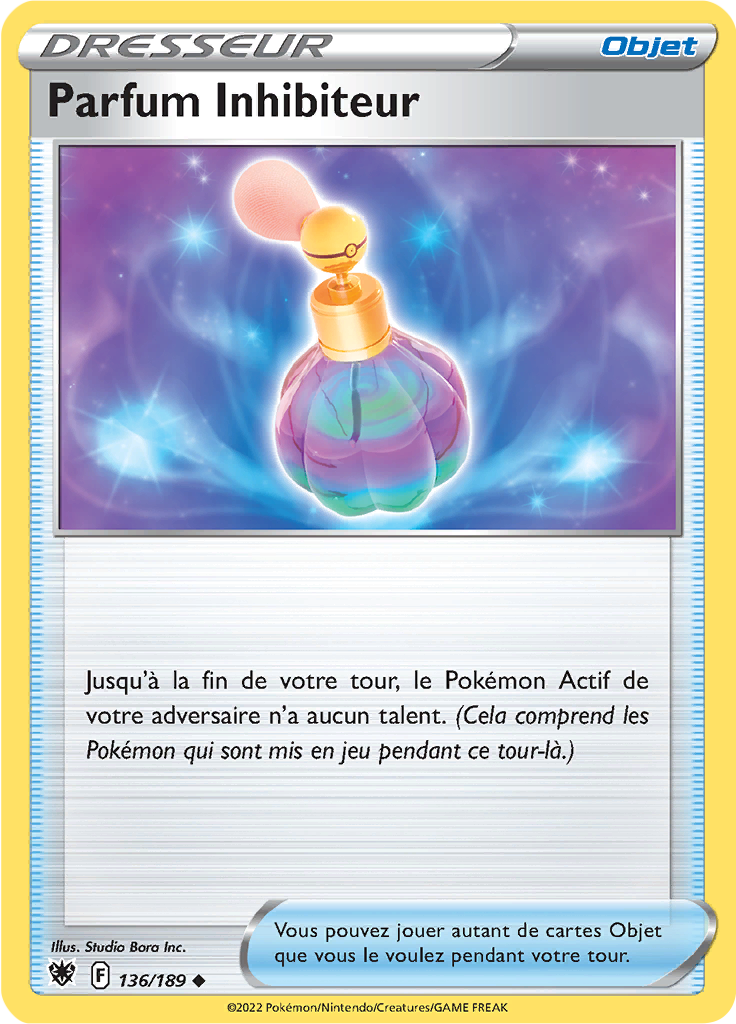 DRESSEUR
Objet
Parfum Inhibiteur
Jusqu'à la fin de votre tour, le Pokémon Actif de
votre adversaire n'a aucun talent. (Cela comprend les
Pokémon qui sont mis en jeu pendant ce tour-là.)
Vous pouvez jouer autant de cartes Objet
que vous le voulez pendant votre tour.
Illus. Studio Bora Inc.
F 136/189
©2022 Pokémon/Nintendo/Creatures/GAME FREAK